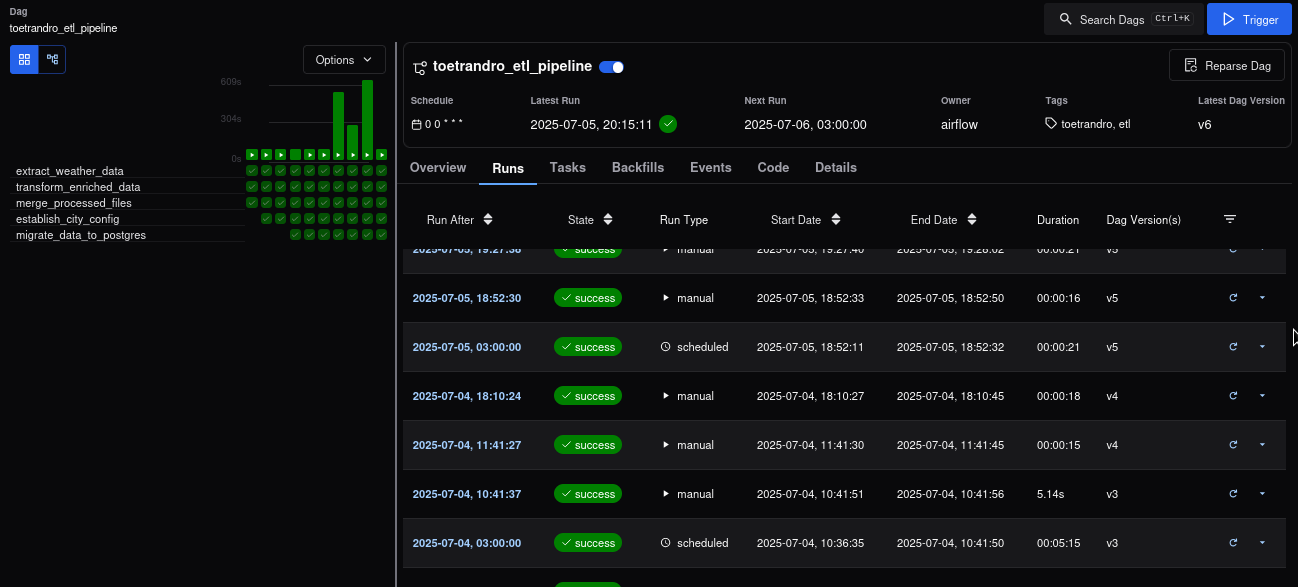 Dag
toetrandro_etl_pipeline
Search Dags Ctrl+K
Trigger
Options
609s
304s
0s
extract_weather_data
transform_enriched_data
merge_processed_files
establish_city_config
migrate_data_to_postgres
toetrandro_etl_pipeline
Reparse Dag
Schedule Latest Run Next Run Owner Tags Latest Dag Version
0 0 * * * 2025-07-05, 20:15:11 2025-07-06, 03:00:00 airflow toetrandro, etl v6
Overview Runs Tasks Backfills Events Code Details
Run After State Run Type Start Date End Date Duration Dag Version(s)
2025-07-05, 19:27:38 success manual 2025-07-05, 19:27:40 2025-07-05, 19:28:02 00:00:21 v5
2025-07-05, 18:52:30 success manual 2025-07-05, 18:52:33 2025-07-05, 18:52:50 00:00:16 v5
2025-07-05, 03:00:00 success scheduled 2025-07-05, 18:52:11 2025-07-05, 18:52:32 00:00:21 v5
2025-07-04, 18:10:24 success manual 2025-07-04, 18:10:27 2025-07-04, 18:10:45 00:00:18 v4
2025-07-04, 11:41:27 success manual 2025-07-04, 11:41:30 2025-07-04, 11:41:45 00:00:15 v4
2025-07-04, 10:41:37 success manual 2025-07-04, 10:41:51 2025-07-04, 10:41:56 5.14s v3
2025-07-04, 03:00:00 success scheduled 2025-07-04, 10:36:35 2025-07-04, 10:41:50 00:05:15 v3